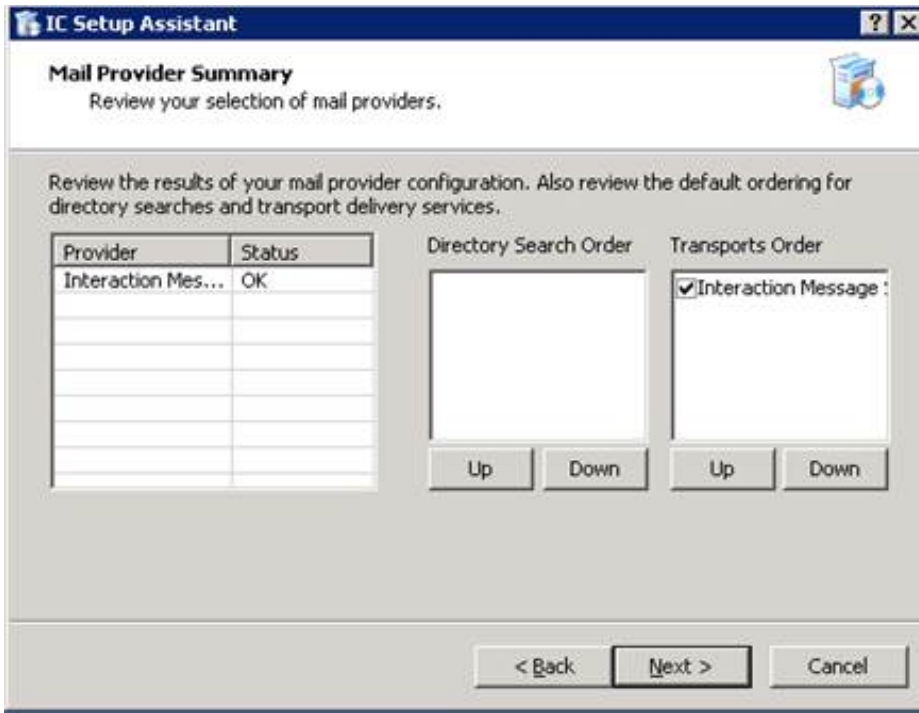 IC Setup Assistant
Mail Provider Summary
Review your selection of mail providers.
Review the results of your mail provider configuration. Also review the default ordering for
directory searches and transport delivery services.
Provider Status
Interaction Mes... OK
Directory Search Order
Up Down
Transports Order
Interaction Message
Up Down
< Back Next > Cancel